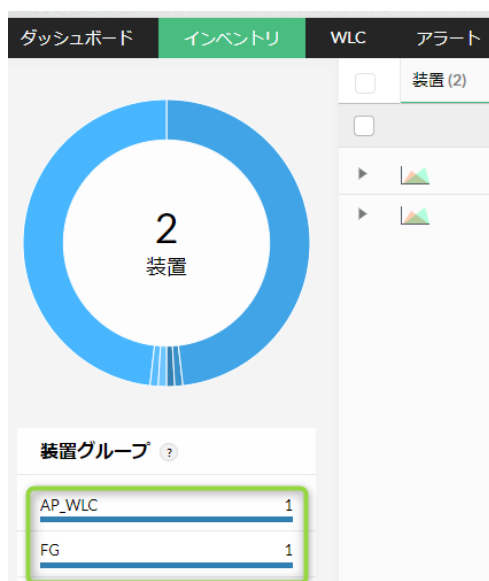 ダッシュボード インベントリ WLC アラート
装置 (2)
2
装置
装置グループ ?
AP_WLC 1
FG 1